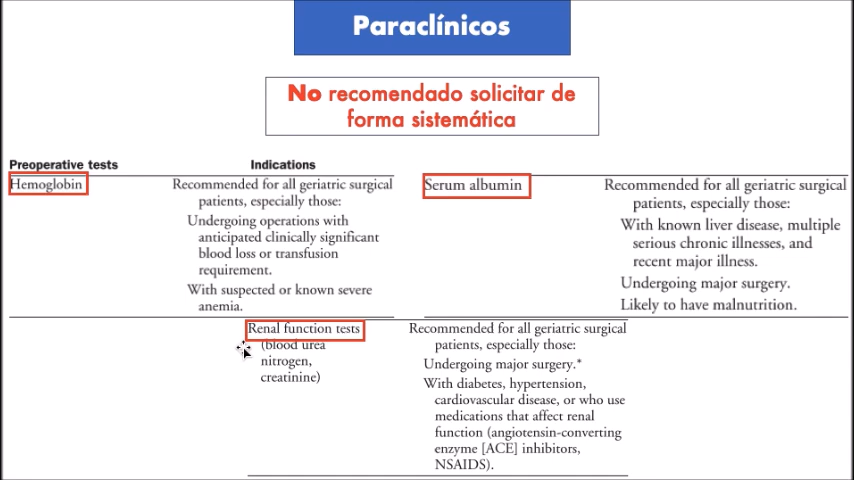 Paraclínicos
No recomendado solicitar de
forma sistemática
Preoperative tests
Indications
Hemoglobin
Recommended for all geriatric surgical
patients, especially those:
Undergoing operations with
anticipated clinically significant
blood loss or transfusion
requirement.
With suspected or known severe
anemia.
Serum albumin
Recommended for all geriatric surgical
patients, especially those:
With known liver disease, multiple
serious chronic illnesses, and
recent major illness.
Undergoing major surgery.
Likely to have malnutrition.
Renal function tests
(blood urea
nitrogen,
creatinine)
Recommended for all geriatric surgical
patients, especially those:
Undergoing major surgery.*
With diabetes, hypertension,
cardiovascular disease, or who use
medications that affect renal
function (angiotensin-converting
enzyme [ACE] inhibitors,
NSAIDS).